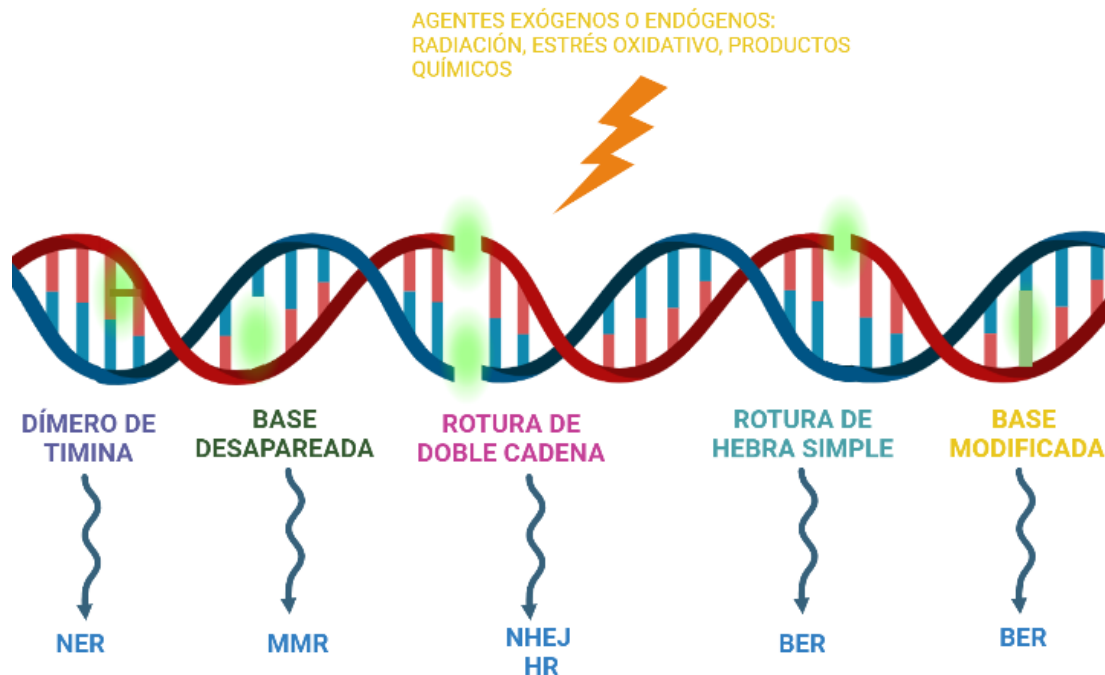 AGENTES EXÓGENOS O ENDÓGENOS:
RADIACIÓN, ESTRÉS OXIDATIVO, PRODUCTOS
QUÍMICOS
DÍMERO DE
TIMINA
BASE
DESAPAREADA
ROTURA DE
DOBLE CADENA
ROTURA DE
HEBRA SIMPLE
BASE
MODIFICADA
NER
MMR
NHEJ
HR
BER
BER